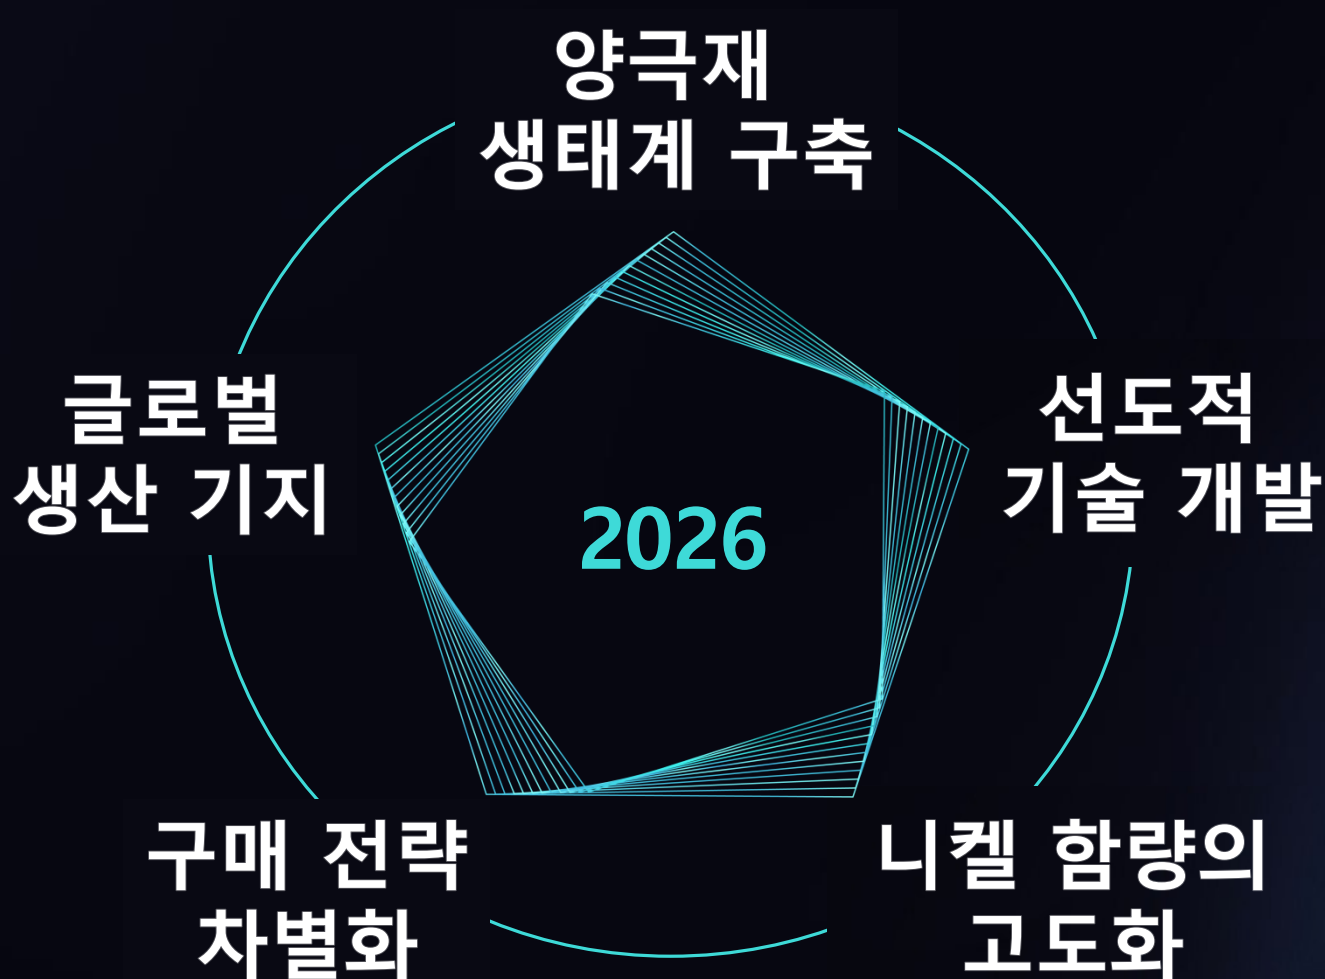 양극재
생태계 구축
글로벌
생산 기지
선도적
기술 개발
2026
구매 전략
차별화
니켈 함량의
고도화